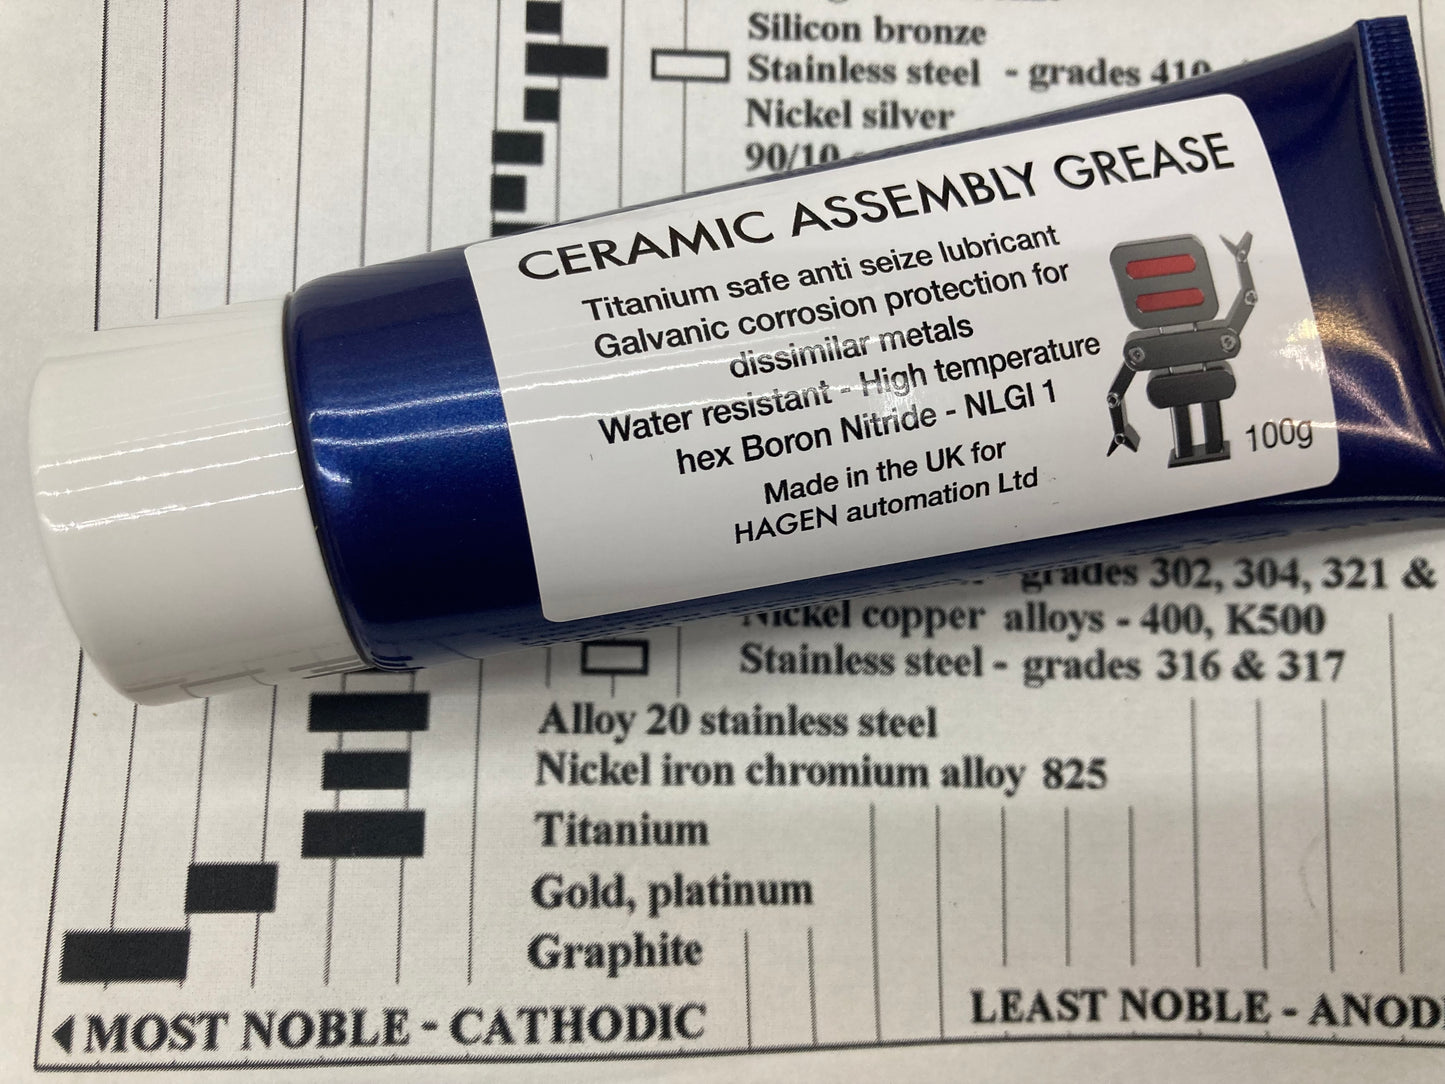 Silicon bronze
Stainless steel - grades 410
Nickel silver
90/10
CERAMIC ASSEMBLY GREASE
Titanium safe anti seize lubricant
Galvanic corrosion protection for
dissimilar metals
Water resistant - High temperature
hex Boron Nitride - NLGI 1
Made in the UK for
HAGEN automation Ltd
100g
grades 302, 304, 321 &
Nickel copper alloys - 400, K500
Stainless steel - grades 316 & 317
Alloy 20 stainless steel
Nickel iron chromium alloy 825
Titanium
Gold, platinum
Graphite
MOST NOBLE - CATHODIC
LEAST NOBLE - ANOD